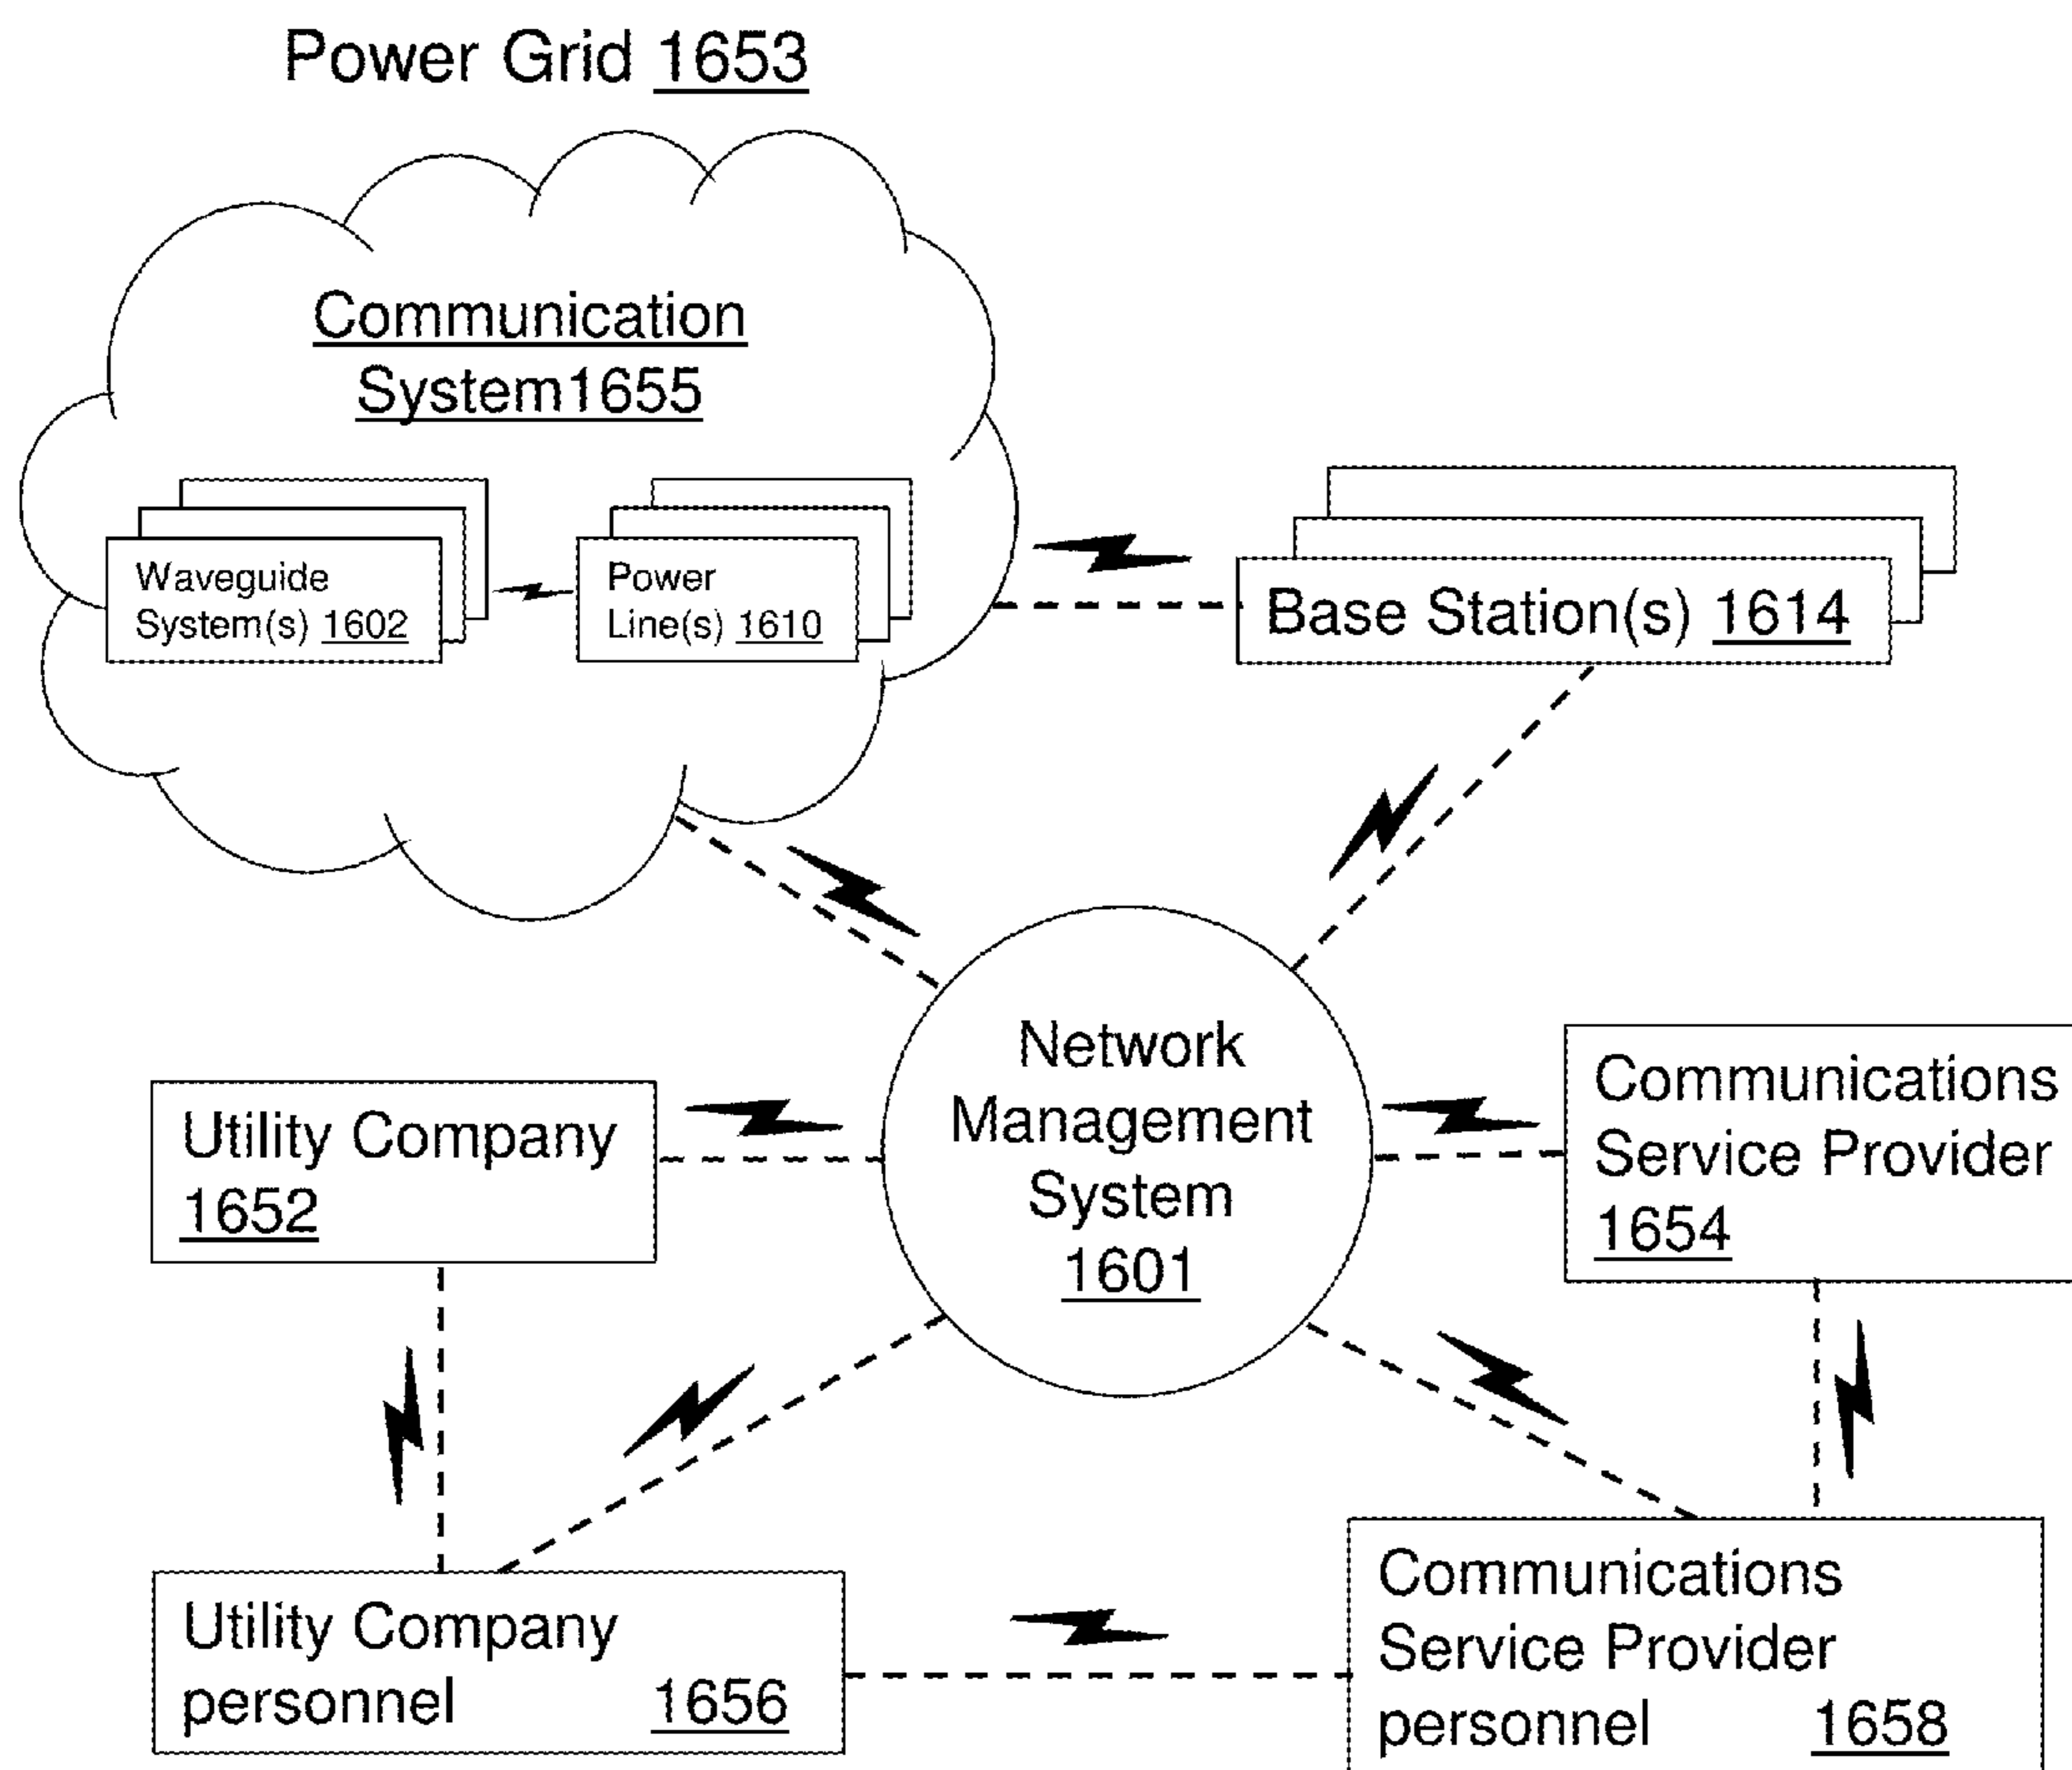 Power Grid 1653
Communication
System1655
Waveguide
System(s) 1602
Power
Line(s) 1610
Base Station(s) 1614
Network
Management
System
1601
Utility Company
1652
Communications
Service Provider
1654
Utility Company
personnel 1656
Communications
Service Provider
personnel 1658